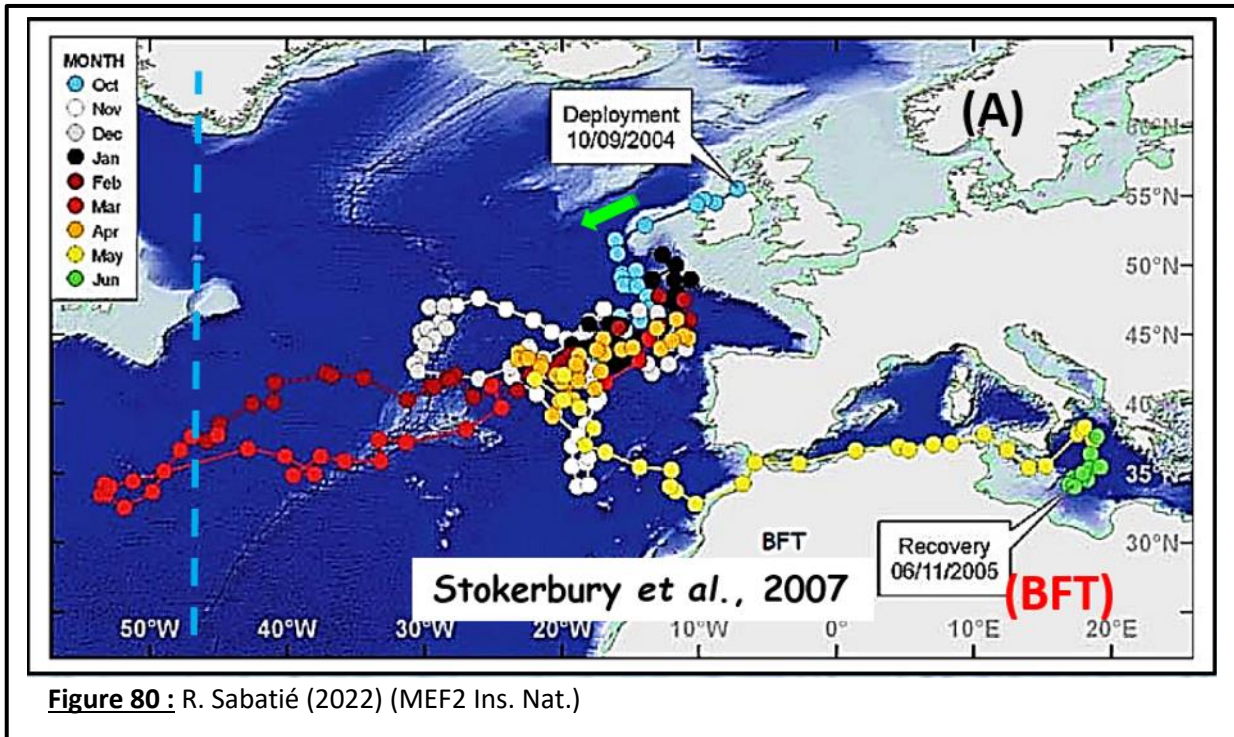 MONTH
Oct
Nov
Dec
Jan
Feb
Mar
Apr
May
Jun
(A)
Deployment
10/09/2004
60°N
55°N
50°N
45°N
40°N
35°N
30°N
BFT
Recovery
06/11/2005
(BFT)
Stokerbury et al., 2007
50°W
40°W
30°W
20°W
10°W
0°
10°E
20°E
Figure 80 : R. Sabatié (2022) (MEF2 Ins. Nat.)